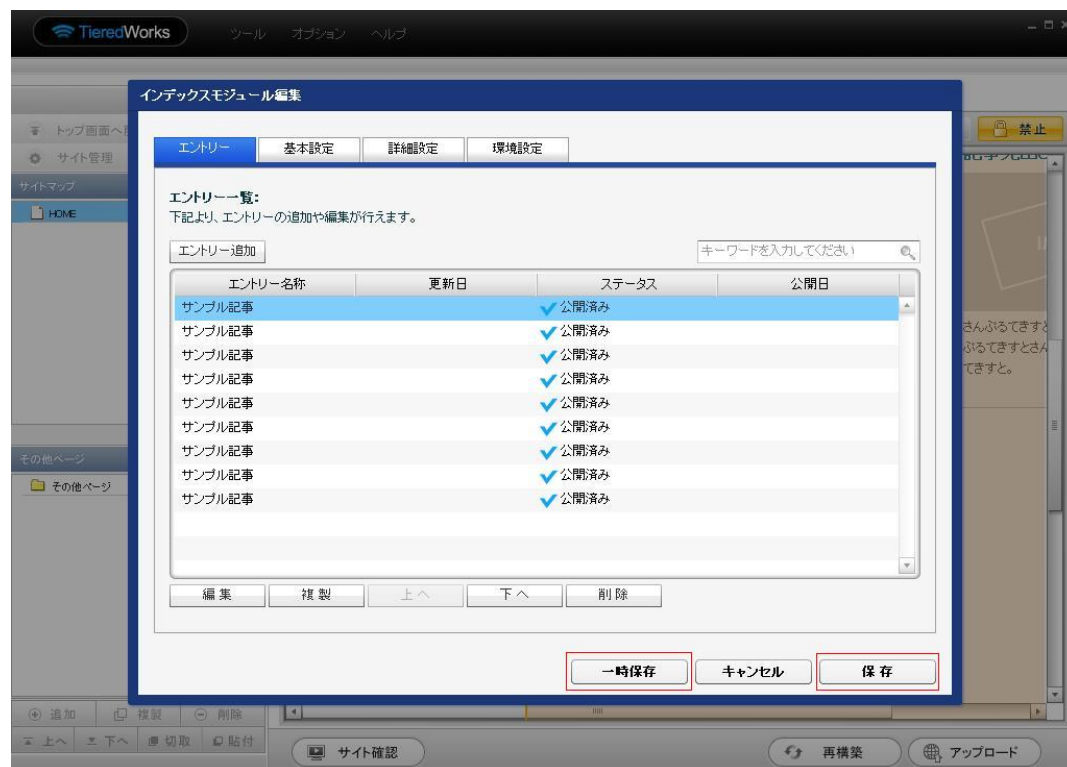 TieredWorks ツール オプション ヘルプ
インデックスモジュール編集
トップ画面へ
禁止
サイト管理
エントリー 基本設定 詳細設定 環境設定
サイトマップ
HOME
エントリー一覧:
下記より、エントリーの追加や編集が行えます。
エントリー追加 キーワードを入力してください
エントリー名称 更新日 ステータス 公開日
サンプル記事 公開済み
サンプル記事 公開済み
サンプル記事 公開済み
サンプル記事 公開済み
サンプル記事 公開済み
サンプル記事 公開済み
サンプル記事 公開済み
サンプル記事 公開済み
サンプル記事 公開済み
さんぷるてきすと
ぷるてきすとさん
てきすと。
その他ページ
その他ページ
編集 複製 上へ 下へ 削除
一時保存 キャンセル 保存
追加 複製 削除
上へ 下へ 切取 貼付
サイト確認 再構築 アップロード